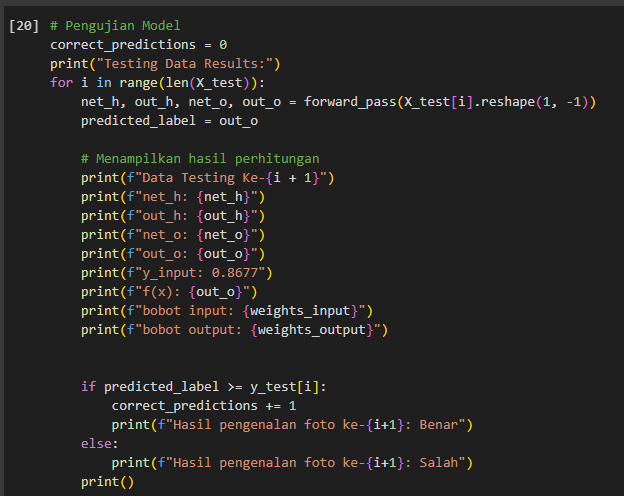 [20] # Pengujian Model
correct_predictions = 0
print("Testing Data Results:")
for i in range(len(X_test)):
    net_h, out_h, net_o, out_o = forward_pass(X_test[i].reshape(1, -1))
    predicted_label = out_o

    # Menampilkan hasil perhitungan
    print(f"Data Testing Ke-{i + 1}")
    print(f"net_h: {net_h}")
    print(f"out_h: {out_h}")
    print(f"net_o: {net_o}")
    print(f"out_o: {out_o}")
    print(f"y_input: 0.8677")
    print(f"f(x): {out_o}")
    print(f"bobot input: {weights_input}")
    print(f"bobot output: {weights_output}")


    if predicted_label >= y_test[i]:
        correct_predictions += 1
        print(f"Hasil pengenalan foto ke-{i+1}: Benar")
    else:
        print(f"Hasil pengenalan foto ke-{i+1}: Salah")
    print()